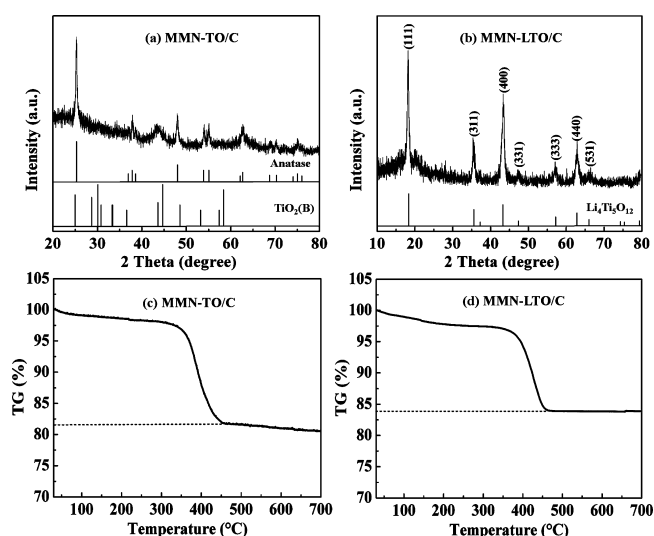 (a) MMN-TO/C
Intensity (a.u.)
Anatase
TiO₂(B)
20 30 40 50 60 70 80
2 Theta (degree)
(b) MMN-LTO/C
Intensity (a.u.)
(111)
(311)
(400)
(331)
(333)
(440)
(531)
Li₄Ti₅O₁₂
10 20 30 40 50 60 70 80
2 Theta (degree)
(c) MMN-TO/C
TG (%)
105
100
95
90
85
80
75
70
100 200 300 400 500 600 700
Temperature (°C)
(d) MMN-LTO/C
TG (%)
105
100
95
90
85
80
75
70
100 200 300 400 500 600 700
Temperature (°C)